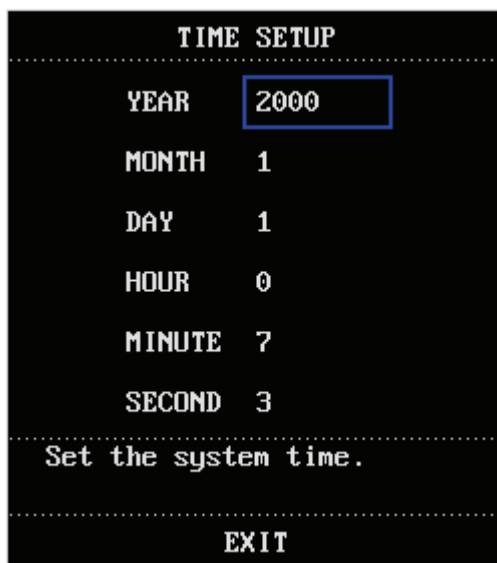 TIME SETUP
YEAR 2000
MONTH 1
DAY 1
HOUR 0
MINUTE 7
SECOND 3
Set the system time.
EXIT